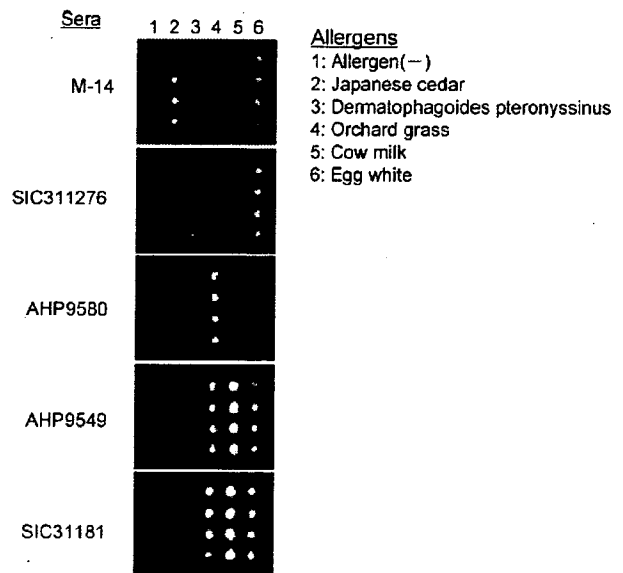 Sera
1 2 3 4 5 6
M-14
SIC311276
AHP9580
AHP9549
SIC31181
Allergens
1: Allergen(—)
2: Japanese cedar
3: Dermatophagoides pteronyssinus
4: Orchard grass
5: Cow milk
6: Egg white